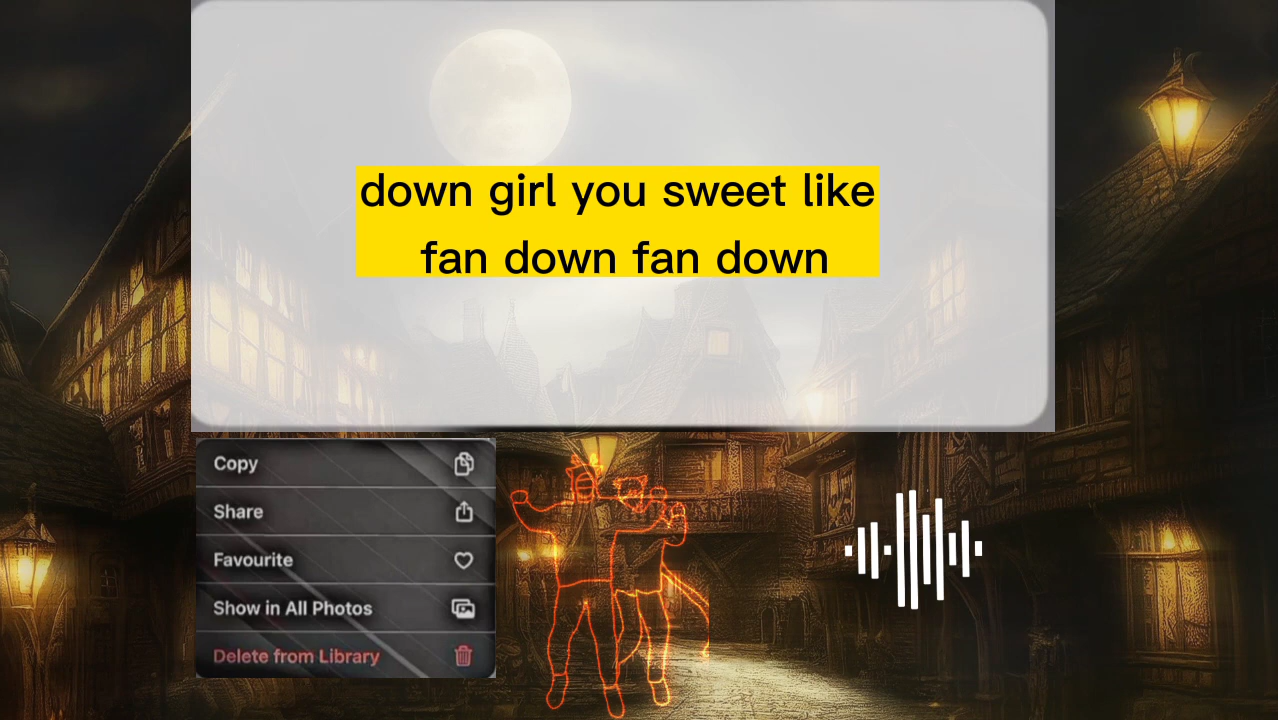 down girl you sweet like
fan down fan down
Copy
Share
Favourite
Show in All Photos
Delete from Library